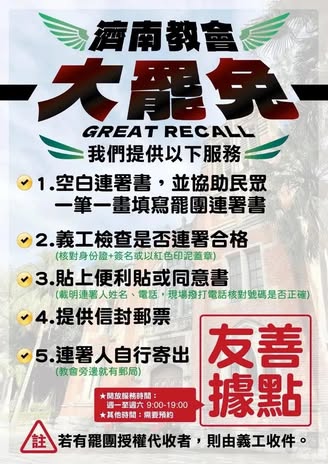 濟南教會
大罷免
GREAT RECALL
我們提供以下服務
1.空白連署書,並協助民眾
一筆一畫填寫罷團連署書
2.義工檢查是否連署合格
(核對身份證+簽名或以紅色印泥蓋章)
3.貼上便利貼或同意書
(載明連署人姓名、電話,現場撥打電話核對號碼是否正確)
4.提供信封郵票
5.連署人自行寄出
(教會旁邊就有郵局)
★開放服務時間:
週一至週六 9:00-19:00
★其他時間:需要預約
友善
據點
註 若有罷團授權代收者,則由義工收件。